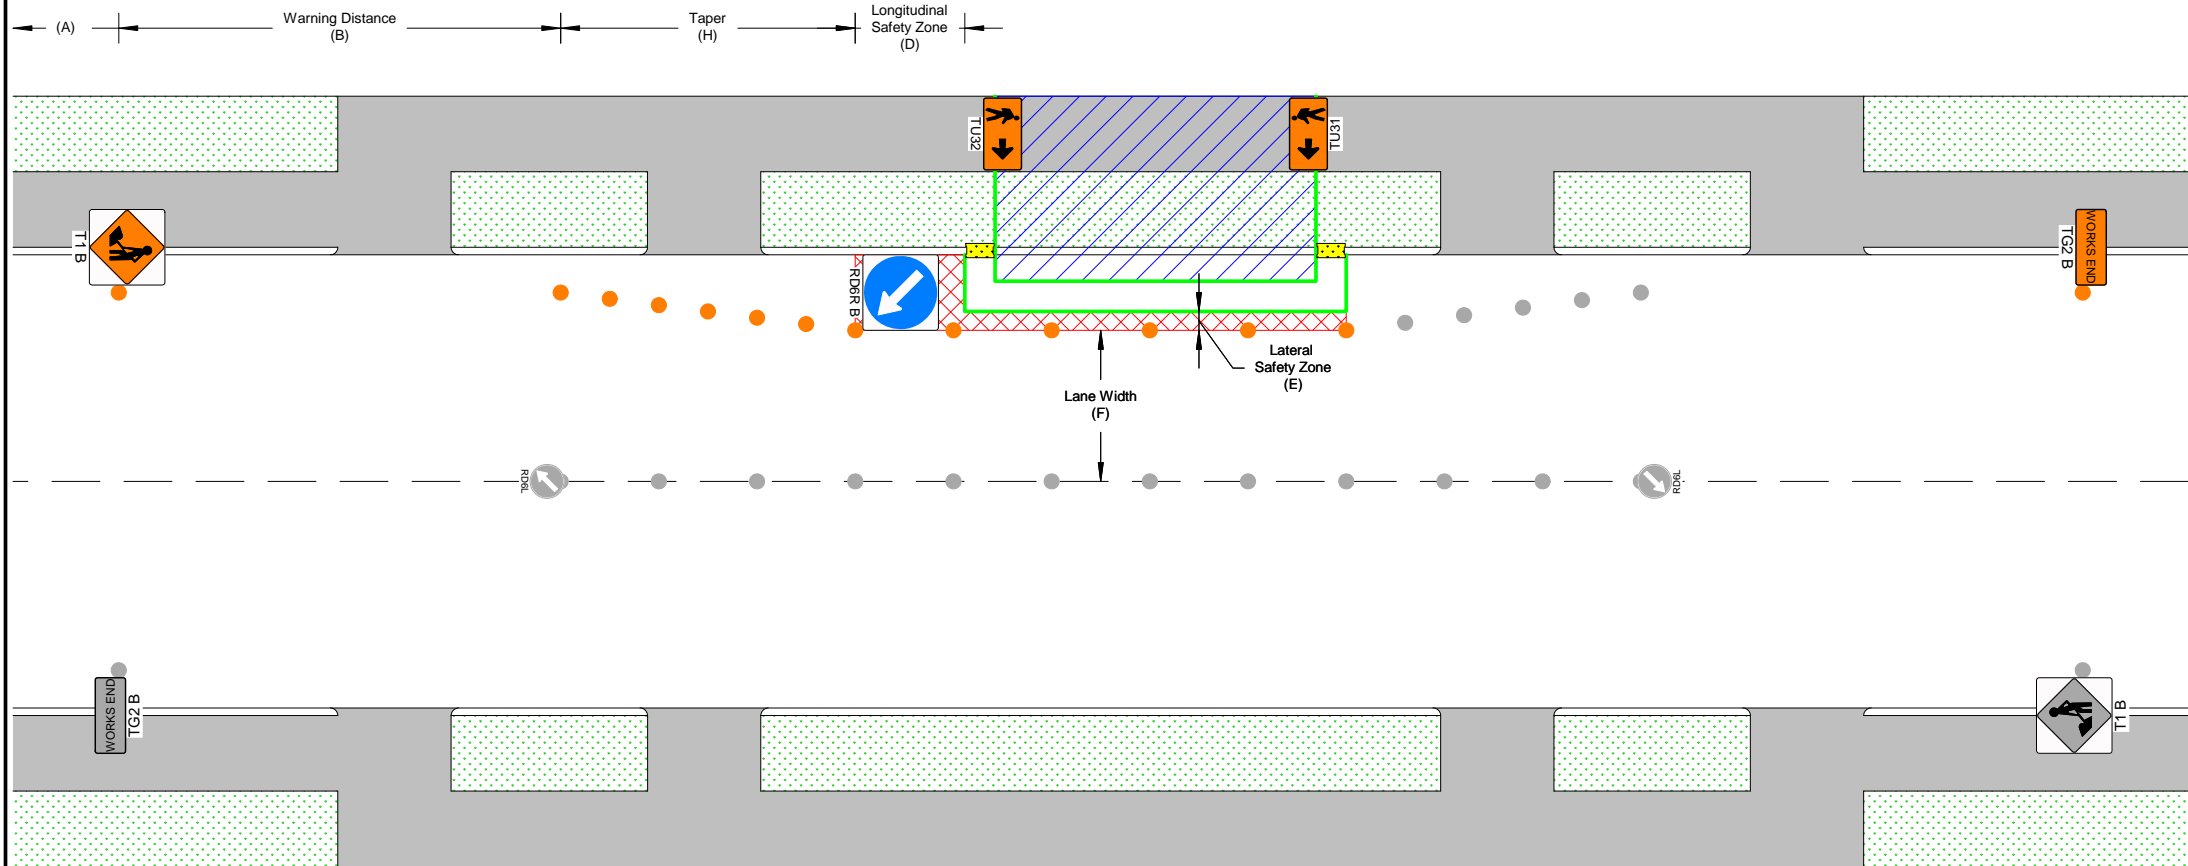 (A)
Warning Distance
(B)
Taper
(H)
Longitudinal
Safety Zone
(D)
TU32
TU31
T1 B
RD6R B
WORKS END
TG2 B
Lateral
Safety Zone
(E)
Lane Width
(F)
RD6L
RD6L
WORKS END
TG2 B
T1 B